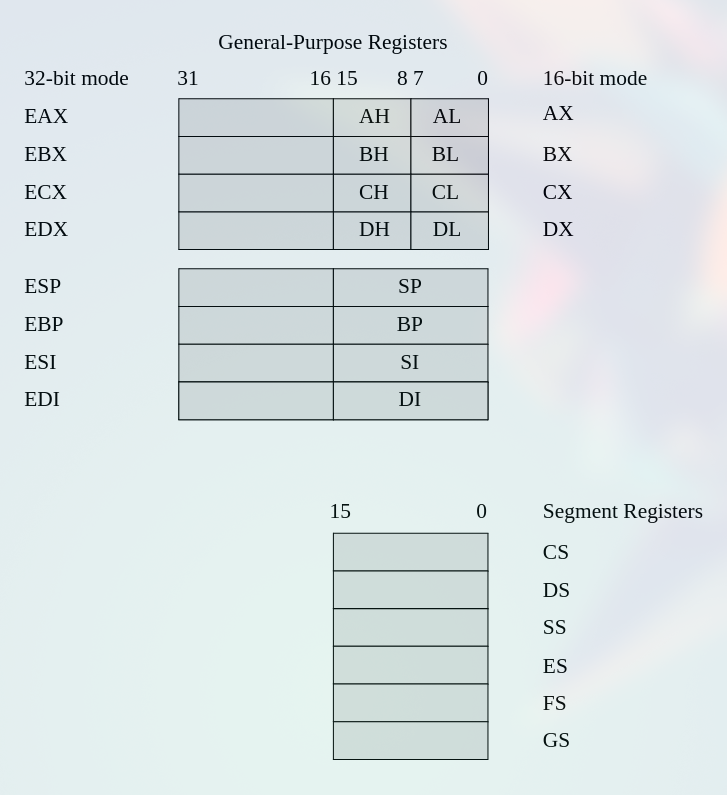 General-Purpose Registers
32-bit mode 31 16 15 8 7 0 16-bit mode
EAX AH AL AX
EBX BH BL BX
ECX CH CL CX
EDX DH DL DX
ESP SP
EBP BP
ESI SI
EDI DI
15 0 Segment Registers
CS
DS
SS
ES
FS
GS